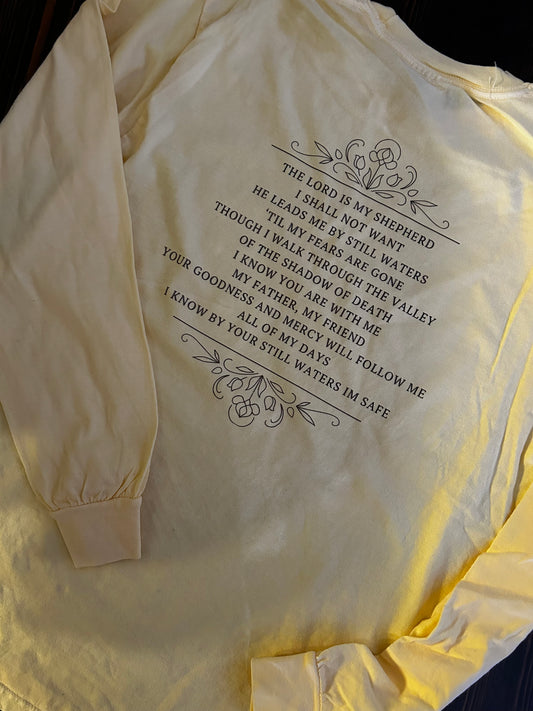 THE LORD IS MY SHEPHERD
I SHALL NOT WANT
HE LEADS ME BY STILL WATERS
'TIL MY FEARS ARE GONE
THOUGH I WALK THROUGH THE VALLEY
OF THE SHADOW OF DEATH
I KNOW YOU ARE WITH ME
MY FATHER, MY FRIEND
YOUR GOODNESS AND MERCY WILL FOLLOW ME
ALL OF MY DAYS
I KNOW BY YOUR STILL WATERS IM SAFE